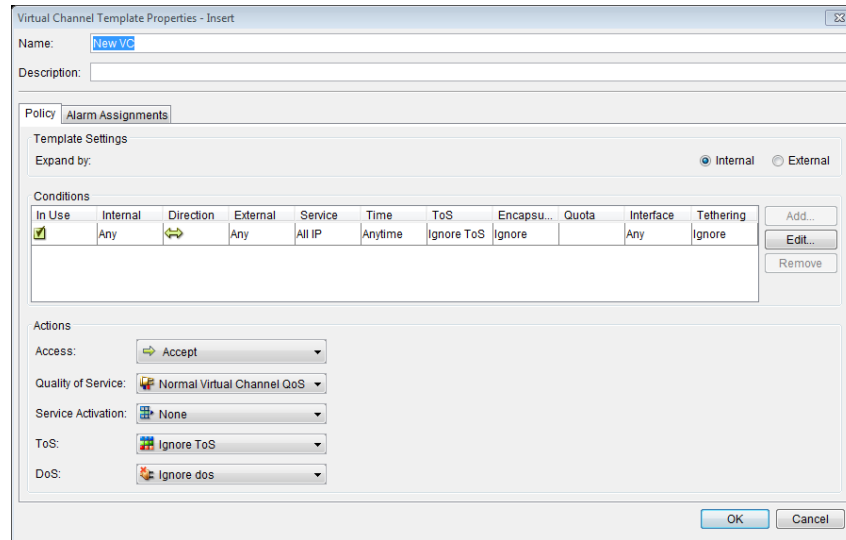 Virtual Channel Template Properties - Insert
Name: New VC
Description:
Policy Alarm Assignments
Template Settings
Expand by: Internal External
Conditions
In Use Internal Direction External Service Time ToS Encapsu... Quota Interface Tethering Add...
Any Any All IP Anytime Ignore ToS Ignore Any Ignore Edit...
Remove
Actions
Access: Accept
Quality of Service: Normal Virtual Channel QoS
Service Activation: None
ToS: Ignore ToS
DoS: Ignore dos
OK Cancel